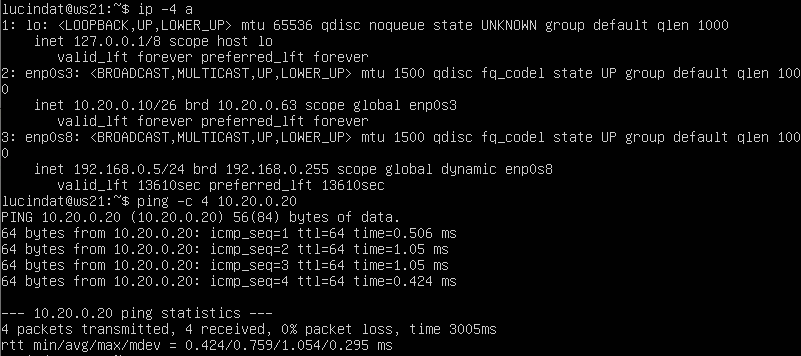 lucindat@ws21:~$ ip -4 a
1: lo: <LOOPBACK,UP,LOWER_UP> mtu 65536 qdisc noqueue state UNKNOWN group default qlen 1000
    inet 127.0.0.1/8 scope host lo
       valid_lft forever preferred_lft forever
2: enp0s3: <BROADCAST,MULTICAST,UP,LOWER_UP> mtu 1500 qdisc fq_codel state UP group default qlen 100
0
    inet 10.20.0.10/26 brd 10.20.0.63 scope global enp0s3
       valid_lft forever preferred_lft forever
3: enp0s8: <BROADCAST,MULTICAST,UP,LOWER_UP> mtu 1500 qdisc fq_codel state UP group default qlen 100
0
    inet 192.168.0.5/24 brd 192.168.0.255 scope global dynamic enp0s8
       valid_lft 13610sec preferred_lft 13610sec
lucindat@ws21:~$ ping -c 4 10.20.0.20
PING 10.20.0.20 (10.20.0.20) 56(84) bytes of data.
64 bytes from 10.20.0.20: icmp_seq=1 ttl=64 time=0.506 ms
64 bytes from 10.20.0.20: icmp_seq=2 ttl=64 time=1.05 ms
64 bytes from 10.20.0.20: icmp_seq=3 ttl=64 time=1.05 ms
64 bytes from 10.20.0.20: icmp_seq=4 ttl=64 time=0.424 ms

--- 10.20.0.20 ping statistics ---
4 packets transmitted, 4 received, 0% packet loss, time 3005ms
rtt min/avg/max/mdev = 0.424/0.759/1.054/0.295 ms